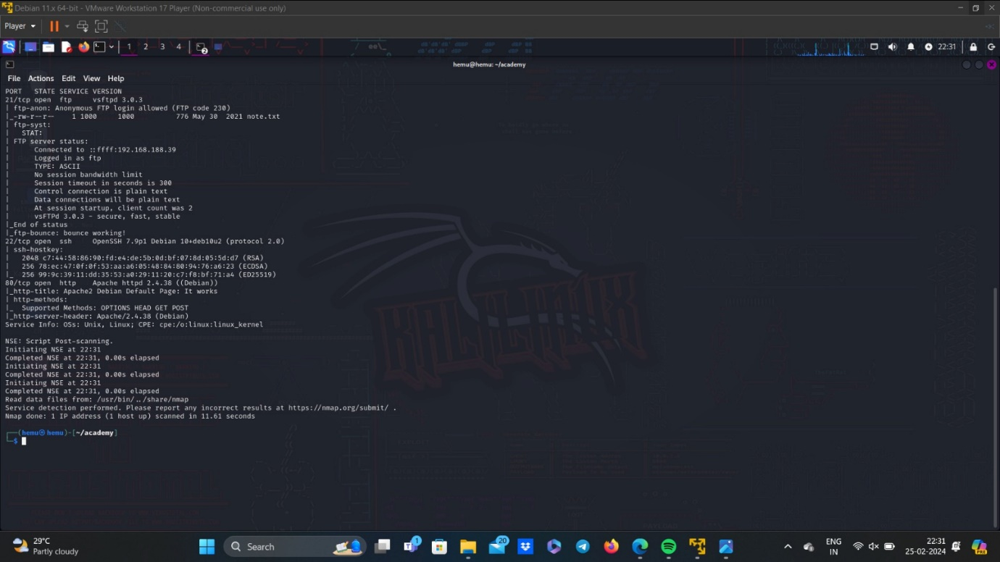 Debian 11.x 64-bit - VMware Workstation 17 Player (Non-commercial use only)
Player
1 2 3 4 2 22:31
hemu@hemu: ~/academy
File Actions Edit View Help
PORT STATE SERVICE VERSION
21/tcp open ftp vsftpd 3.0.3
| ftp-anon: Anonymous FTP login allowed (FTP code 230)
|_-rw-r--r-- 1 1000 1000 776 May 30 2021 note.txt
| ftp-syst:
| STAT:
| FTP server status:
| Connected to ::ffff:192.168.188.39
| Logged in as ftp
| TYPE: ASCII
| No session bandwidth limit
| Session timeout in seconds is 300
| Control connection is plain text
| Data connections will be plain text
| At session startup, client count was 2
| vsFTPd 3.0.3 - secure, fast, stable
|_End of status
|_ftp-bounce: bounce working!
22/tcp open ssh OpenSSH 7.9p1 Debian 10+deb10u2 (protocol 2.0)
| ssh-hostkey:
| 2048 c7:44:58:86:90:fd:e4:de:5b:0d:bf:07:8d:05:5d:d7 (RSA)
| 256 78:ec:47:0f:0f:53:aa:a6:05:48:84:80:94:76:a6:23 (ECDSA)
|_ 256 99:9c:39:11:dd:35:53:a0:29:11:20:c7:f8:bf:71:a4 (ED25519)
80/tcp open http Apache httpd 2.4.38 ((Debian))
|_http-title: Apache2 Debian Default Page: It works
| http-methods:
|_ Supported Methods: OPTIONS HEAD GET POST
|_http-server-header: Apache/2.4.38 (Debian)
Service Info: OSs: Unix, Linux; CPE: cpe:/o:linux:linux_kernel
NSE: Script Post-scanning.
Initiating NSE at 22:31
Completed NSE at 22:31, 0.00s elapsed
Initiating NSE at 22:31
Completed NSE at 22:31, 0.00s elapsed
Initiating NSE at 22:31
Completed NSE at 22:31, 0.00s elapsed
Read data files from: /usr/bin/../share/nmap
Service detection performed. Please report any incorrect results at https://nmap.org/submit/ .
Nmap done: 1 IP address (1 host up) scanned in 11.61 seconds
(hemu㉿hemu)-[~/academy]
$
KALI LINUX
29°C
Partly cloudy
Search
1
20
ENG
IN
22:31
25-02-2024
PRE